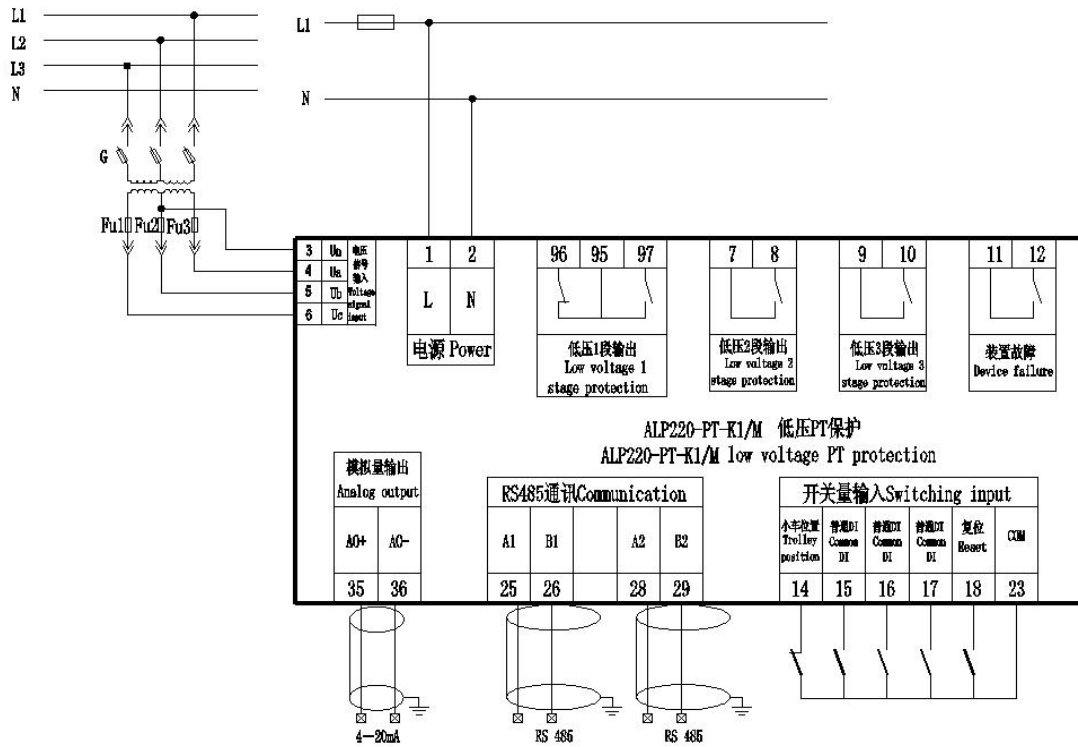 L1
L2
L3
N
L1
N
G
Fu1 Fu2 Fu3
3 Un
4 Ua
5 Ub
6 Uc
电压
信号
输入
Voltage
signal
input
1 2
L N
电源 Power
96 95 97
低压1段输出
Low voltage 1
stage protection
7 8
低压2段输出
Low voltage 2
stage protection
9 10
低压3段输出
Low voltage 3
stage protection
11 12
装置故障
Device failure
ALP220-PT-K1/M 低压PT保护
ALP220-PT-K1/M low voltage PT protection
模拟量输出
Analog output
AO+ AO-
35 36
4—20mA
RS485通讯Communication
A1 B1 A2 B2
25 26 28 29
RS 485 RS 485
开关量输入Switching input
小车位置
Trolley
position
普通DI
Common
DI
普通DI
Common
DI
普通DI
Common
DI
复位
Reset
COM
14 15 16 17 18 23